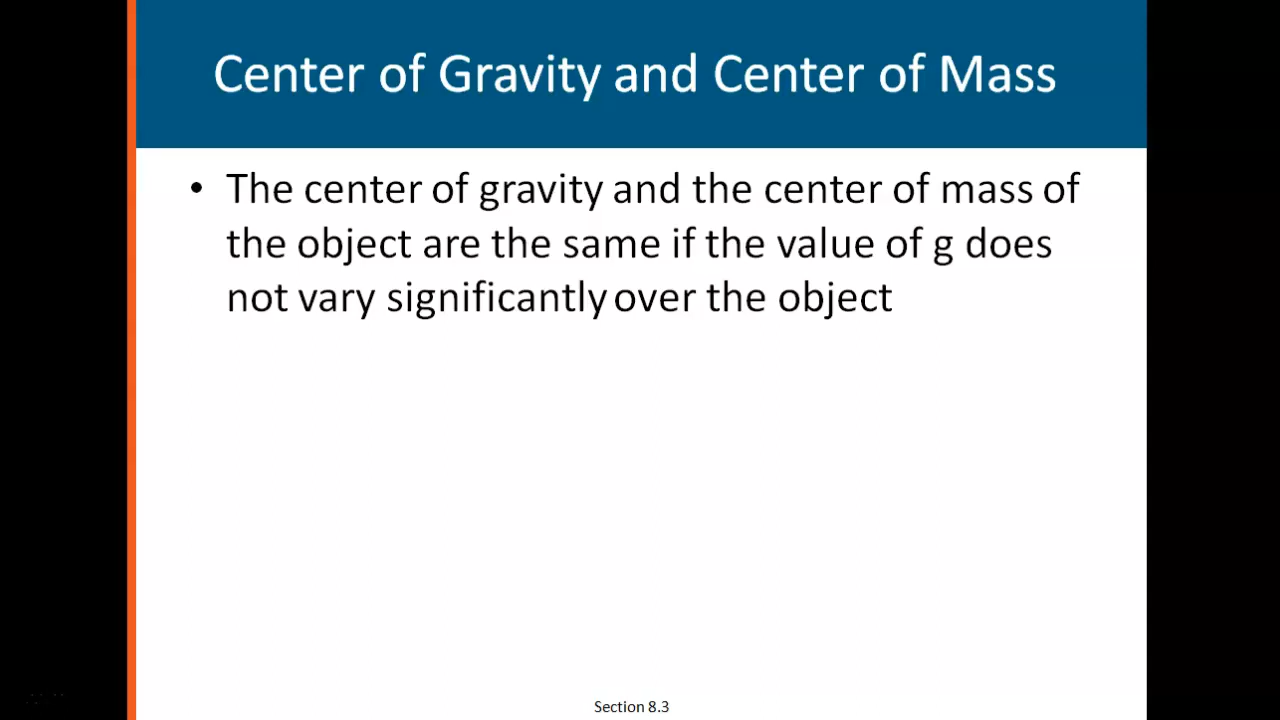 Center of Gravity and Center of Mass
• The center of gravity and the center of mass of
the object are the same if the value of g does
not vary significantly over the object
Section 8.3